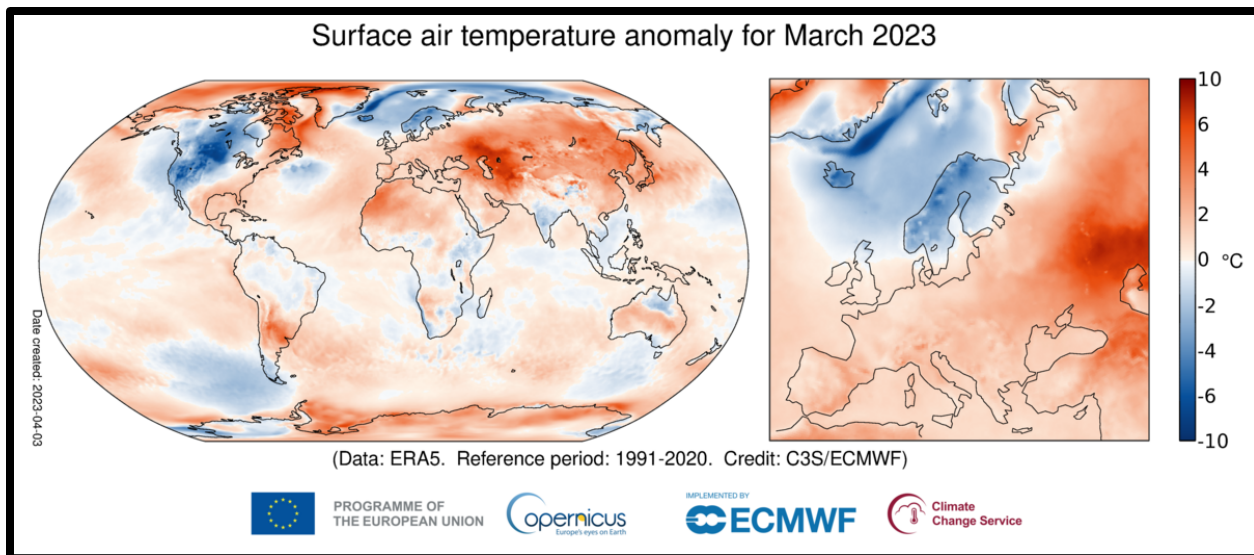 Surface air temperature anomaly for March 2023
10
6
4
2
0
°C
-2
-4
-6
-10
Date created: 2023-04-03
(Data: ERA5. Reference period: 1991-2020. Credit: C3S/ECMWF)
PROGRAMME OF
THE EUROPEAN UNION
opernicus
Europe's eyes on Earth
IMPLEMENTED BY
ECMWF
Climate
Change Service